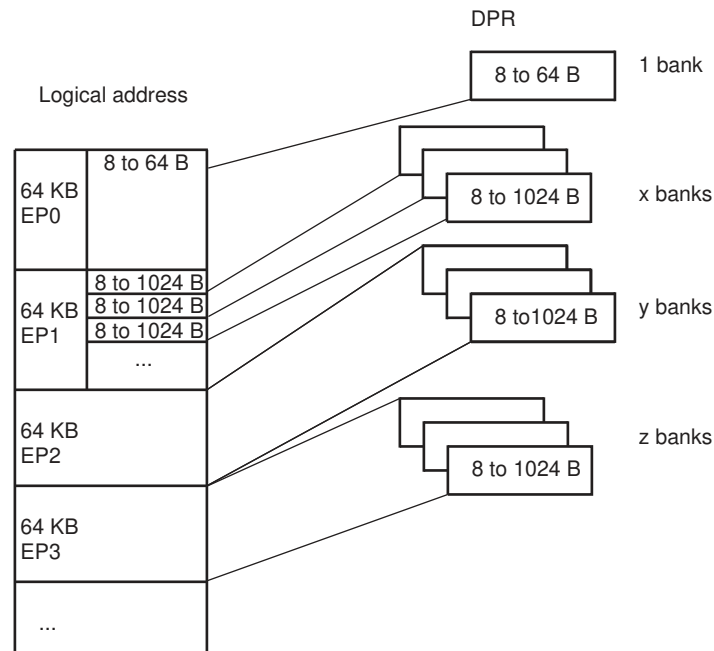 DPR
8 to 64 B
1 bank
Logical address
8 to 64 B
64 KB
EP0
8 to 1024 B
x banks
8 to 1024 B
8 to 1024 B
8 to 1024 B
...
64 KB
EP1
8 to1024 B
y banks
64 KB
EP2
8 to 1024 B
z banks
64 KB
EP3
...